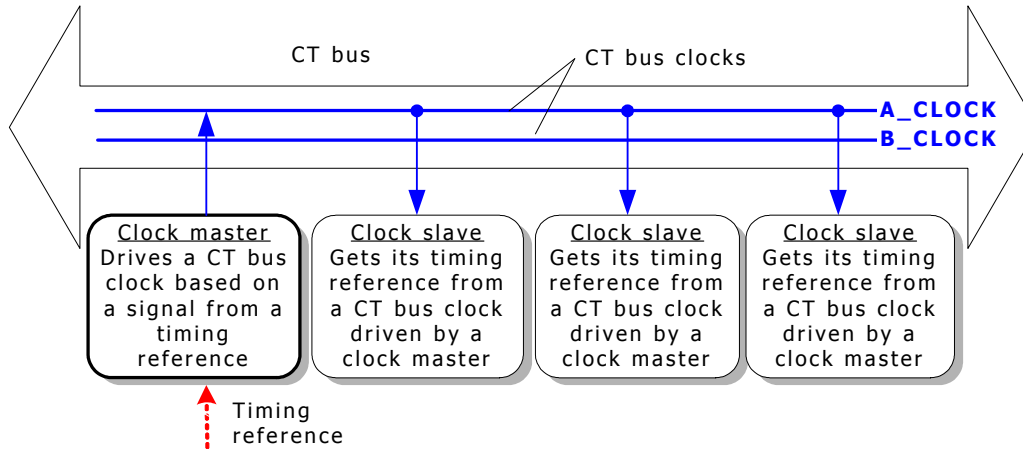 CT bus
CT bus clocks
A_CLOCK
B_CLOCK
Clock master
Drives a CT bus
clock based on
a signal from a
timing
reference
Clock slave
Gets its timing
reference from
a CT bus clock
driven by a
clock master
Clock slave
Gets its timing
reference from
a CT bus clock
driven by a
clock master
Clock slave
Gets its timing
reference from
a CT bus clock
driven by a
clock master
Timing
reference